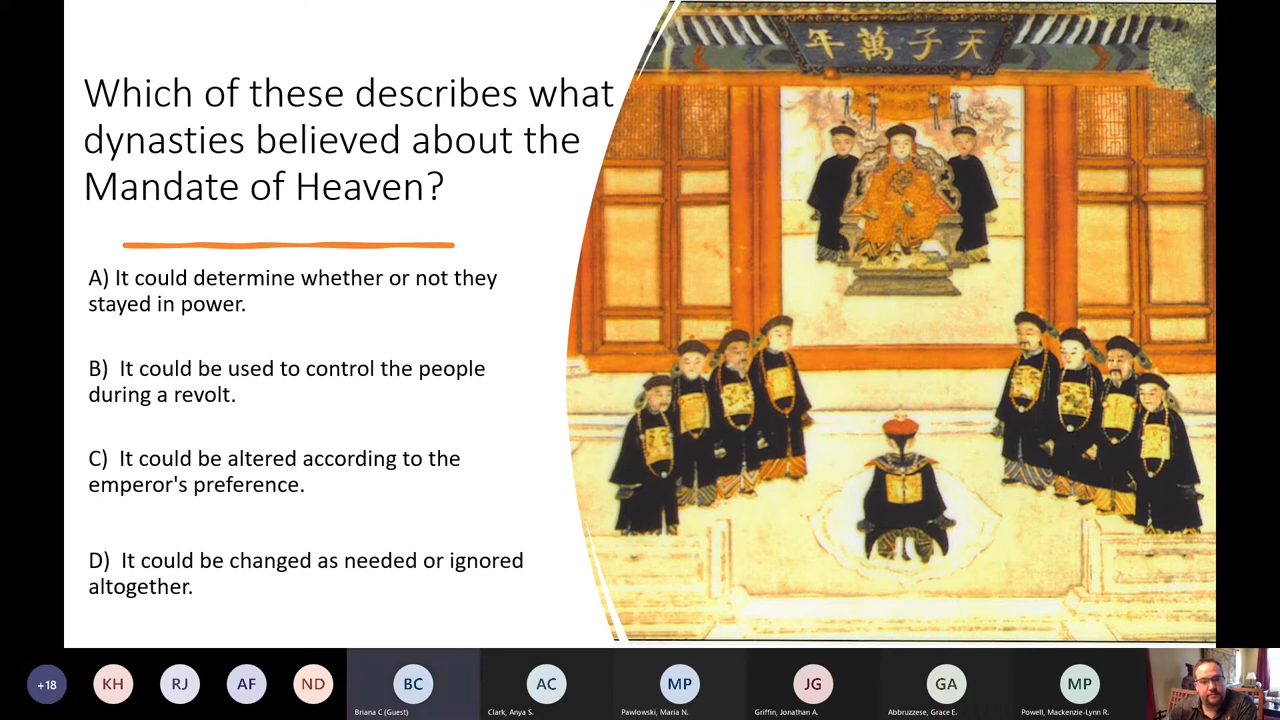 Which of these describes what
dynasties believed about the
Mandate of Heaven?
A) It could determine whether or not they
stayed in power.
B) It could be used to control the people
during a revolt.
C) It could be altered according to the
emperor's preference.
D) It could be changed as needed or ignored
altogether.
年萬子天
+18
KH
RJ
AF
ND
BC
Briana C (Guest)
AC
Clark, Anya S.
MP
Pawlowski, Maria N.
JG
Griffin, Jonathan A.
GA
Abbruzzese, Grace E.
MP
Powell, Mackenzie-Lynn R.